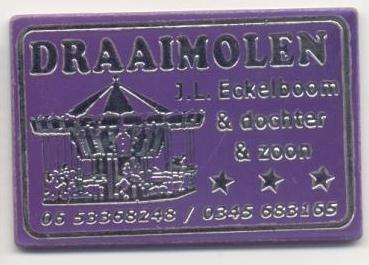 DRAAIMOLEN
J.L. Eckelboom
& dochter
& zoon
06 53368248 / 0345 683165